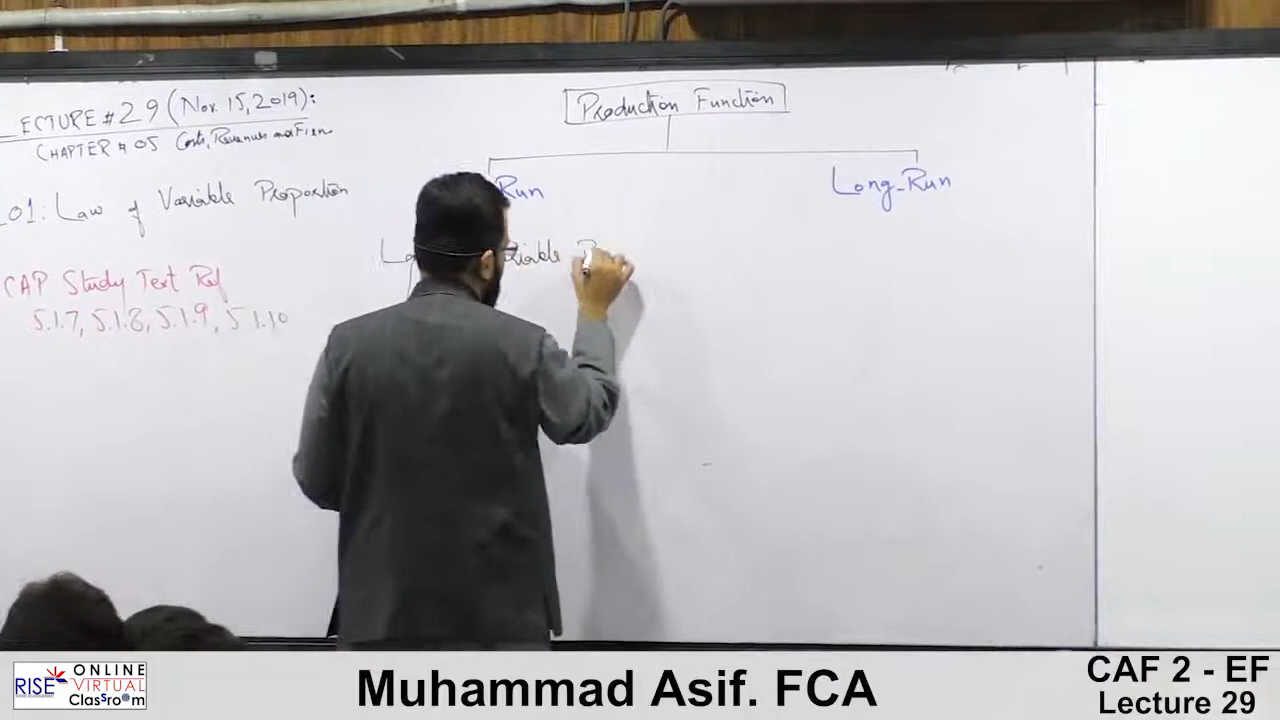 LECTURE # 29 (Nov 15, 2019):
CHAPTER # 05 Costs, Revenues and Firm
LO1: Law of Variable Proportion
CAP Study Text Ref
5.1.7, 5.1.8, 5.1.9, 5.1.10
Production Function
Run
Long-Run
RISE
ONLINE
VIRTUAL
Classroom
Muhammad Asif. FCA
CAF 2 - EF
Lecture 29